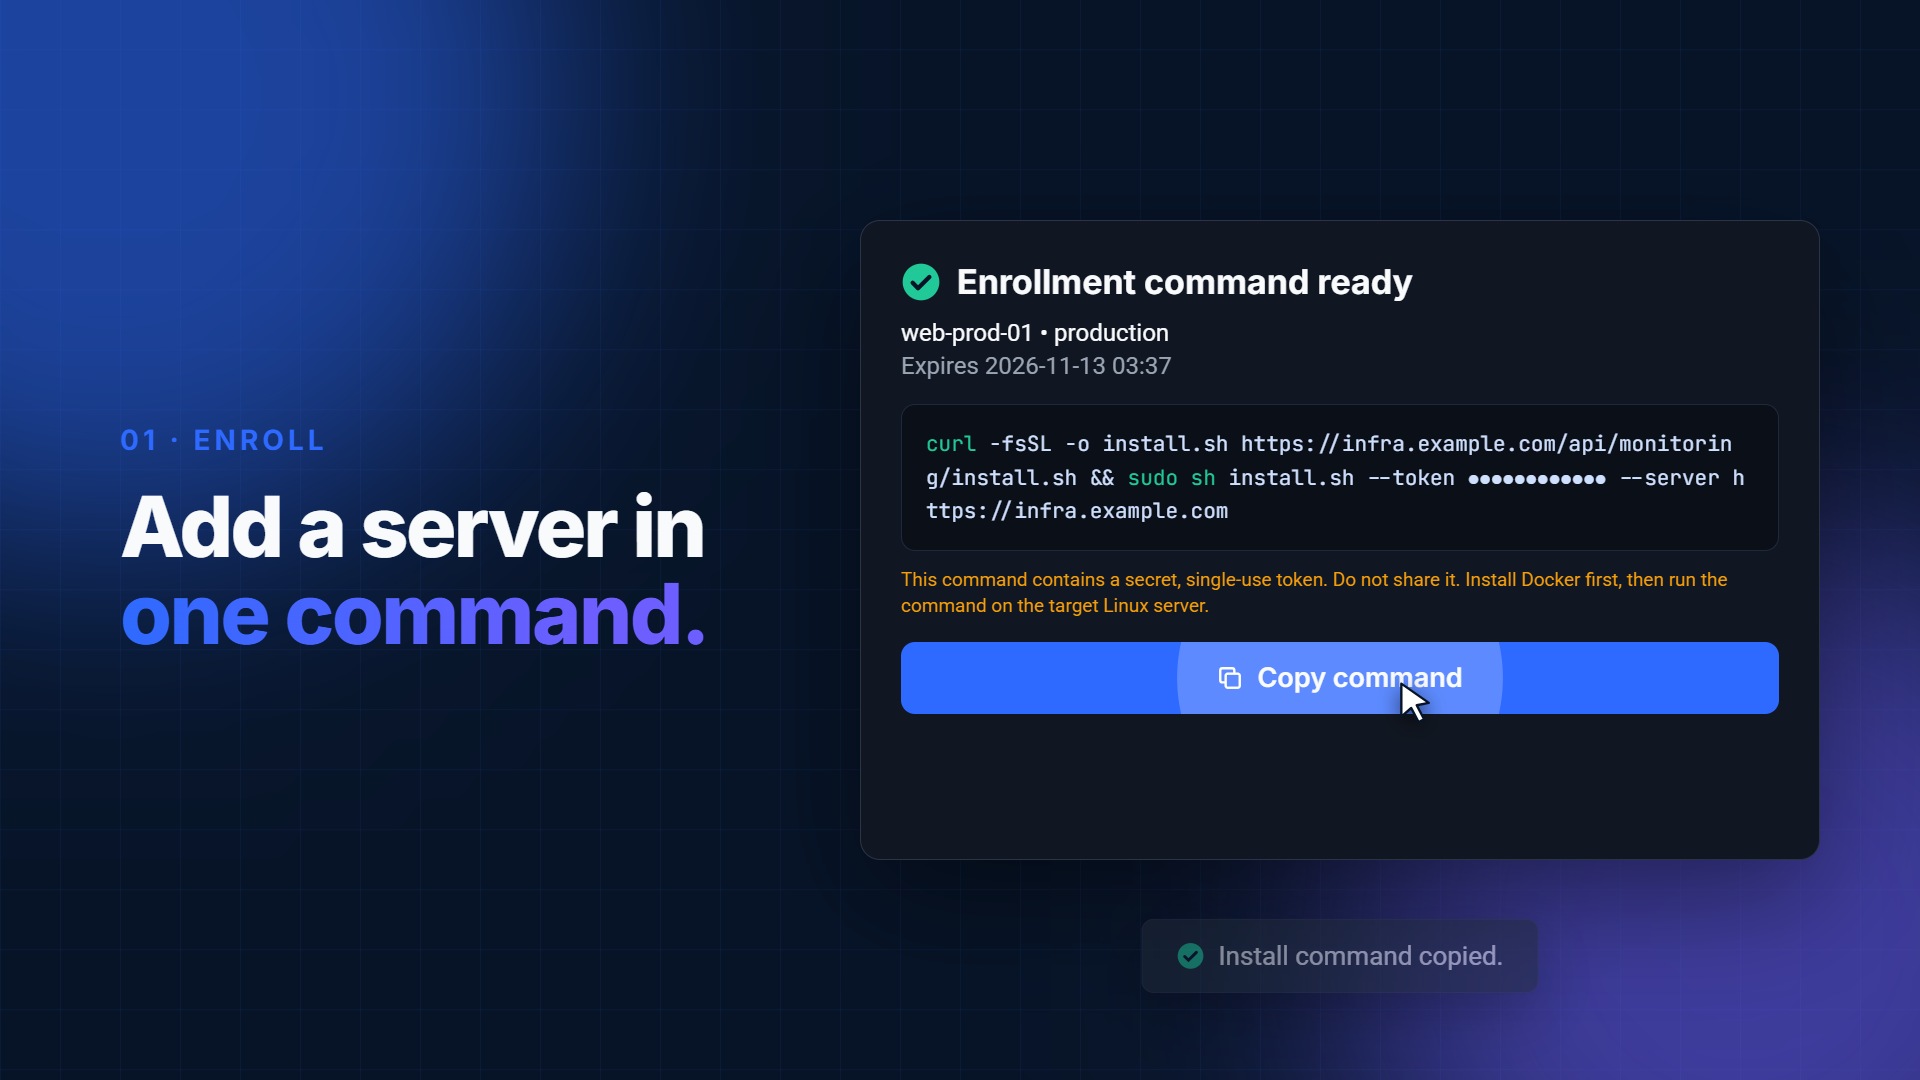 01 · ENROLL
Add a server in
one command.
Enrollment command ready
web-prod-01 • production
Expires 2026-11-13 03:37
curl -fsSL -o install.sh https://infra.example.com/api/monitorin
g/install.sh && sudo sh install.sh --token ●●●●●●●●●●●● --server h
ttps://infra.example.com
This command contains a secret, single-use token. Do not share it. Install Docker first, then run the
command on the target Linux server.
Copy command
Install command copied.